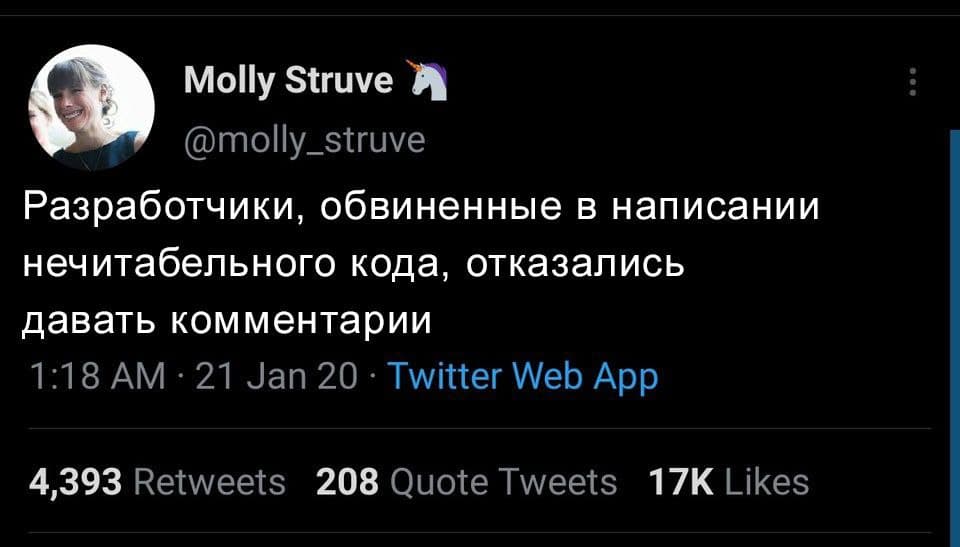 Molly Struve 🦄
@molly_struve
Разработчики, обвиненные в написании
нечитабельного кода, отказались
давать комментарии
1:18 AM · 21 Jan 20 · Twitter Web App
4,393 Retweets 208 Quote Tweets 17K Likes